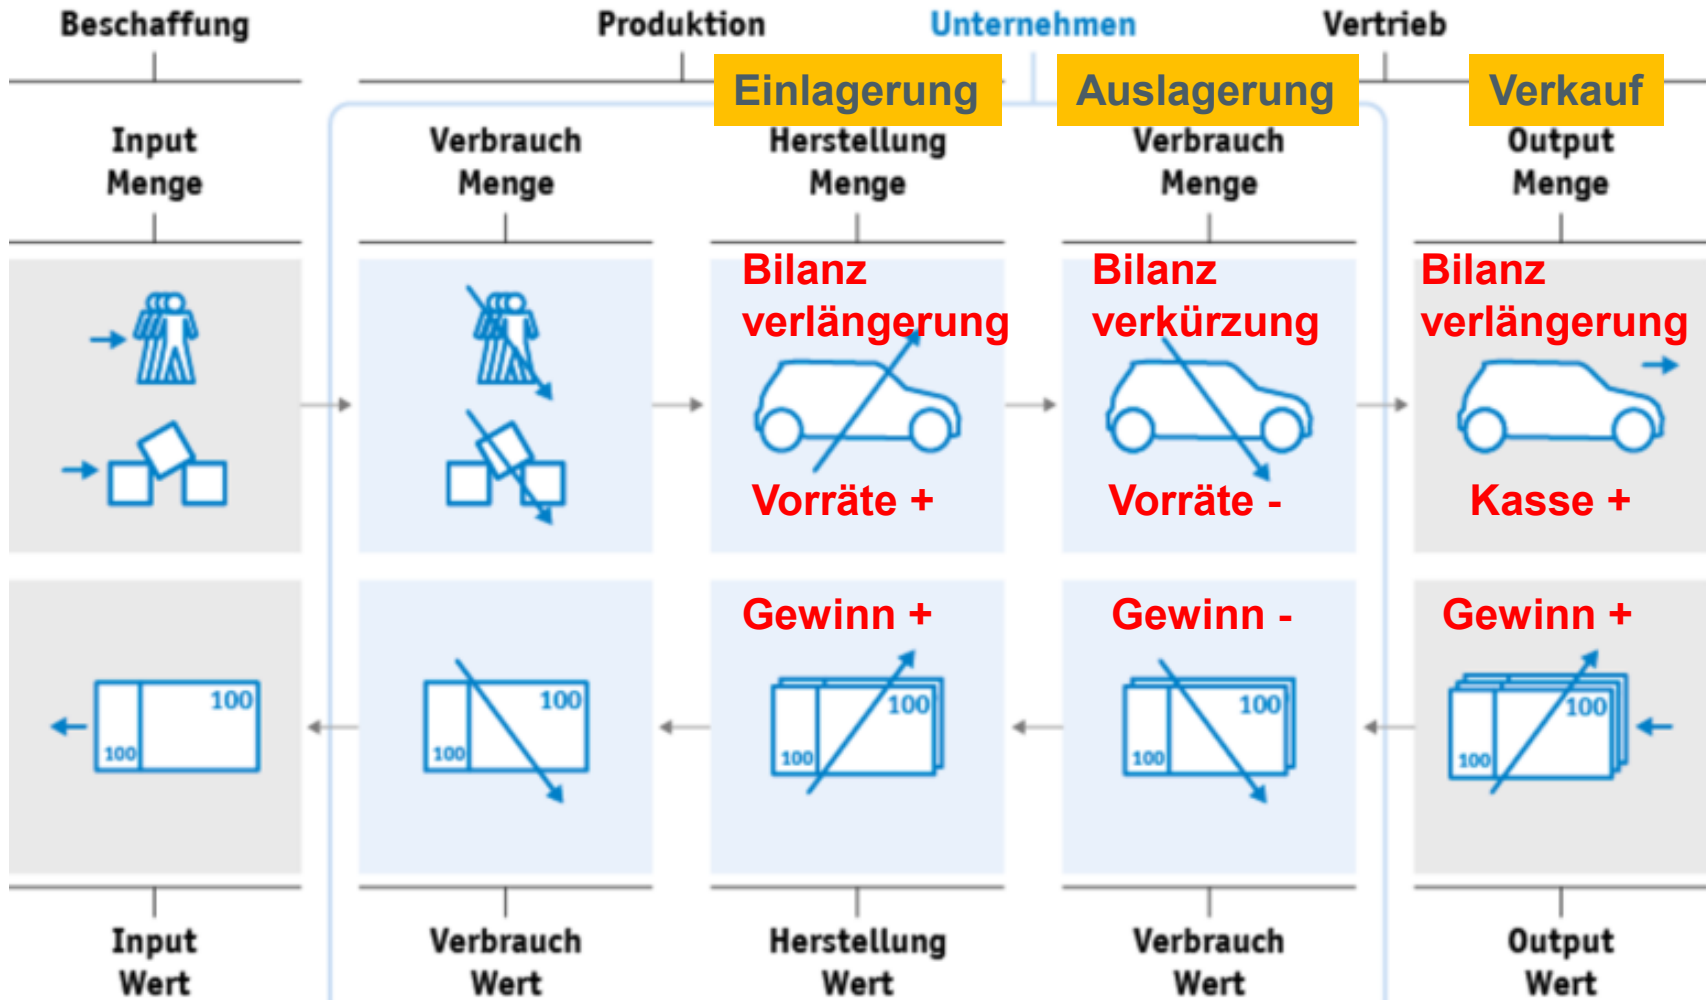 Beschaffung
Produktion
Unternehmen
Vertrieb
Einlagerung
Auslagerung
Verkauf
Input
Menge
Verbrauch
Menge
Herstellung
Menge
Verbrauch
Menge
Output
Menge
Bilanz
verlängerung
Bilanz
verkürzung
Bilanz
verlängerung
Vorräte +
Vorräte -
Kasse +
Gewinn +
Gewinn -
Gewinn +
100
100
100
100
100
100
100
100
100
100
Input
Wert
Verbrauch
Wert
Herstellung
Wert
Verbrauch
Wert
Output
Wert